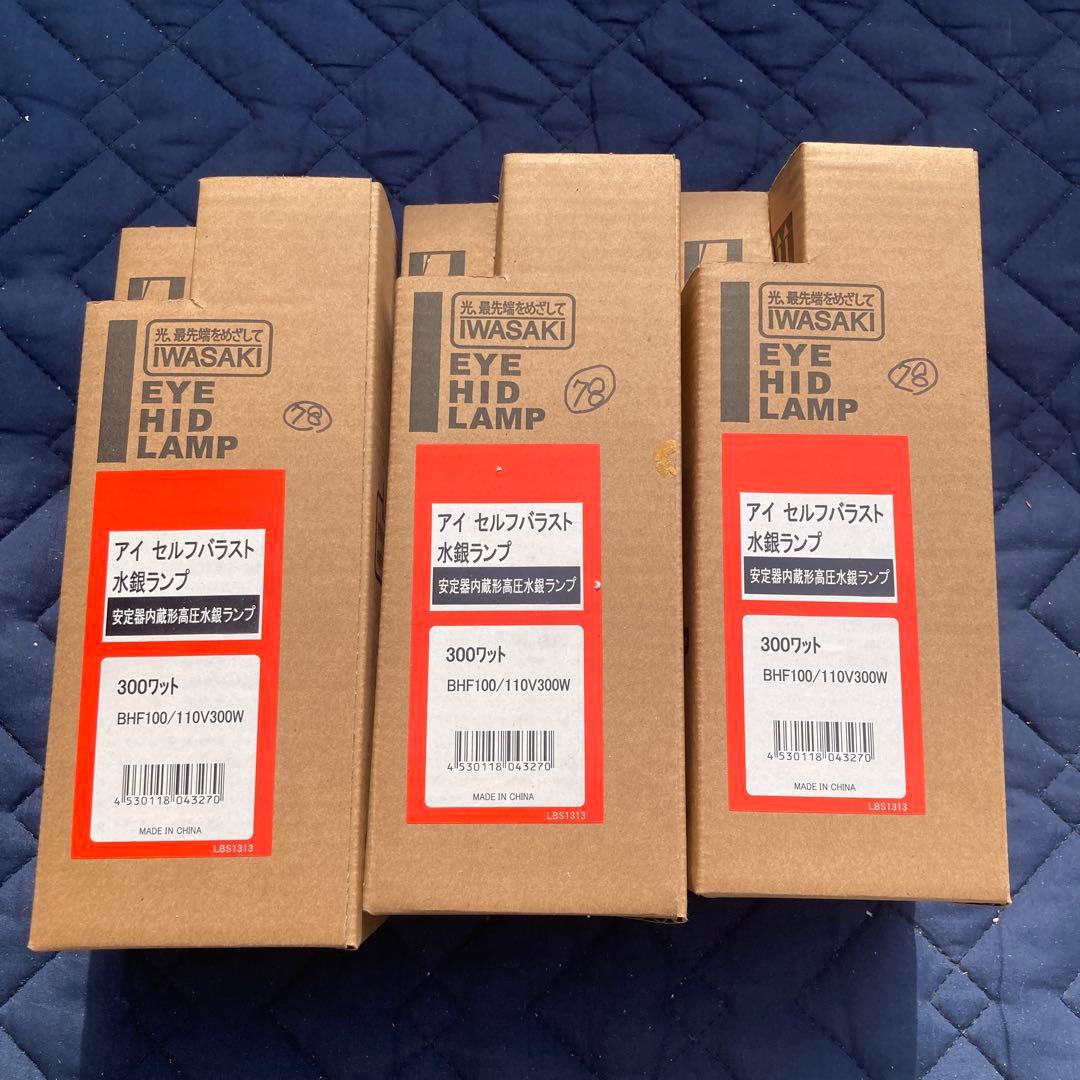 光、最先端をめざして
IWASAKI
EYE
HID
LAMP
78
アイ セルフバラスト
水銀ランプ
安定器内蔵形高圧水銀ランプ
300ワット
BHF100/110V300W
4 530118 043270
MADE IN CHINA
LBS1313
光、最先端をめざして
IWASAKI
EYE
HID
LAMP
78
アイ セルフバラスト
水銀ランプ
安定器内蔵形高圧水銀ランプ
300ワット
BHF100/110V300W
4 530118 043270
MADE IN CHINA
LBS1313
光、最先端をめざして
IWASAKI
EYE
HID
LAMP
78
アイ セルフバラスト
水銀ランプ
安定器内蔵形高圧水銀ランプ
300ワット
BHF100/110V300W
4 530118 043270
MADE IN CHINA
LBS1313